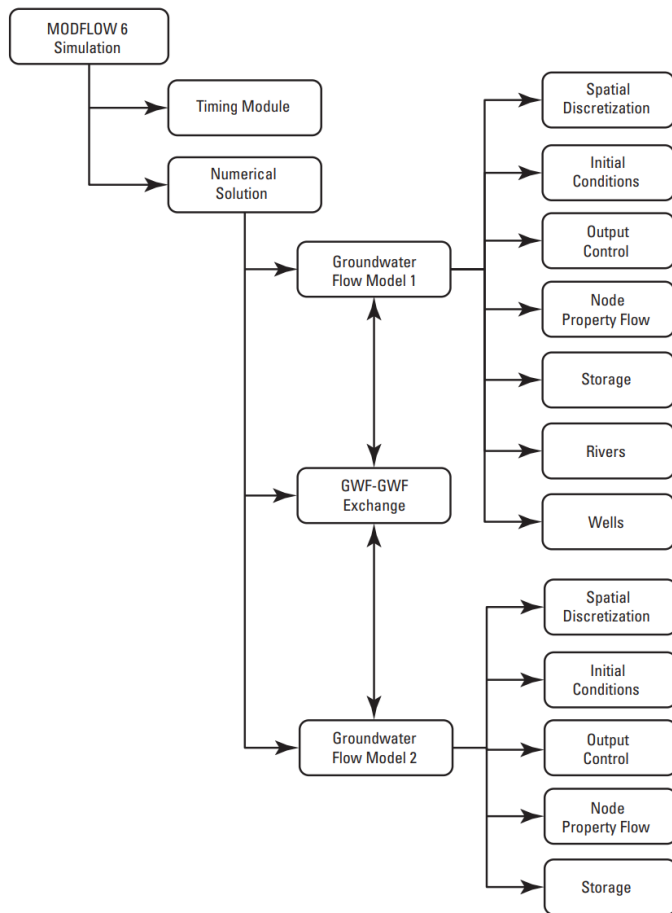 MODFLOW 6
Simulation
Timing Module
Numerical
Solution
Groundwater
Flow Model 1
Spatial
Discretization
Initial
Conditions
Output
Control
Node
Property Flow
Storage
Rivers
Wells
GWF-GWF
Exchange
Groundwater
Flow Model 2
Spatial
Discretization
Initial
Conditions
Output
Control
Node
Property Flow
Storage